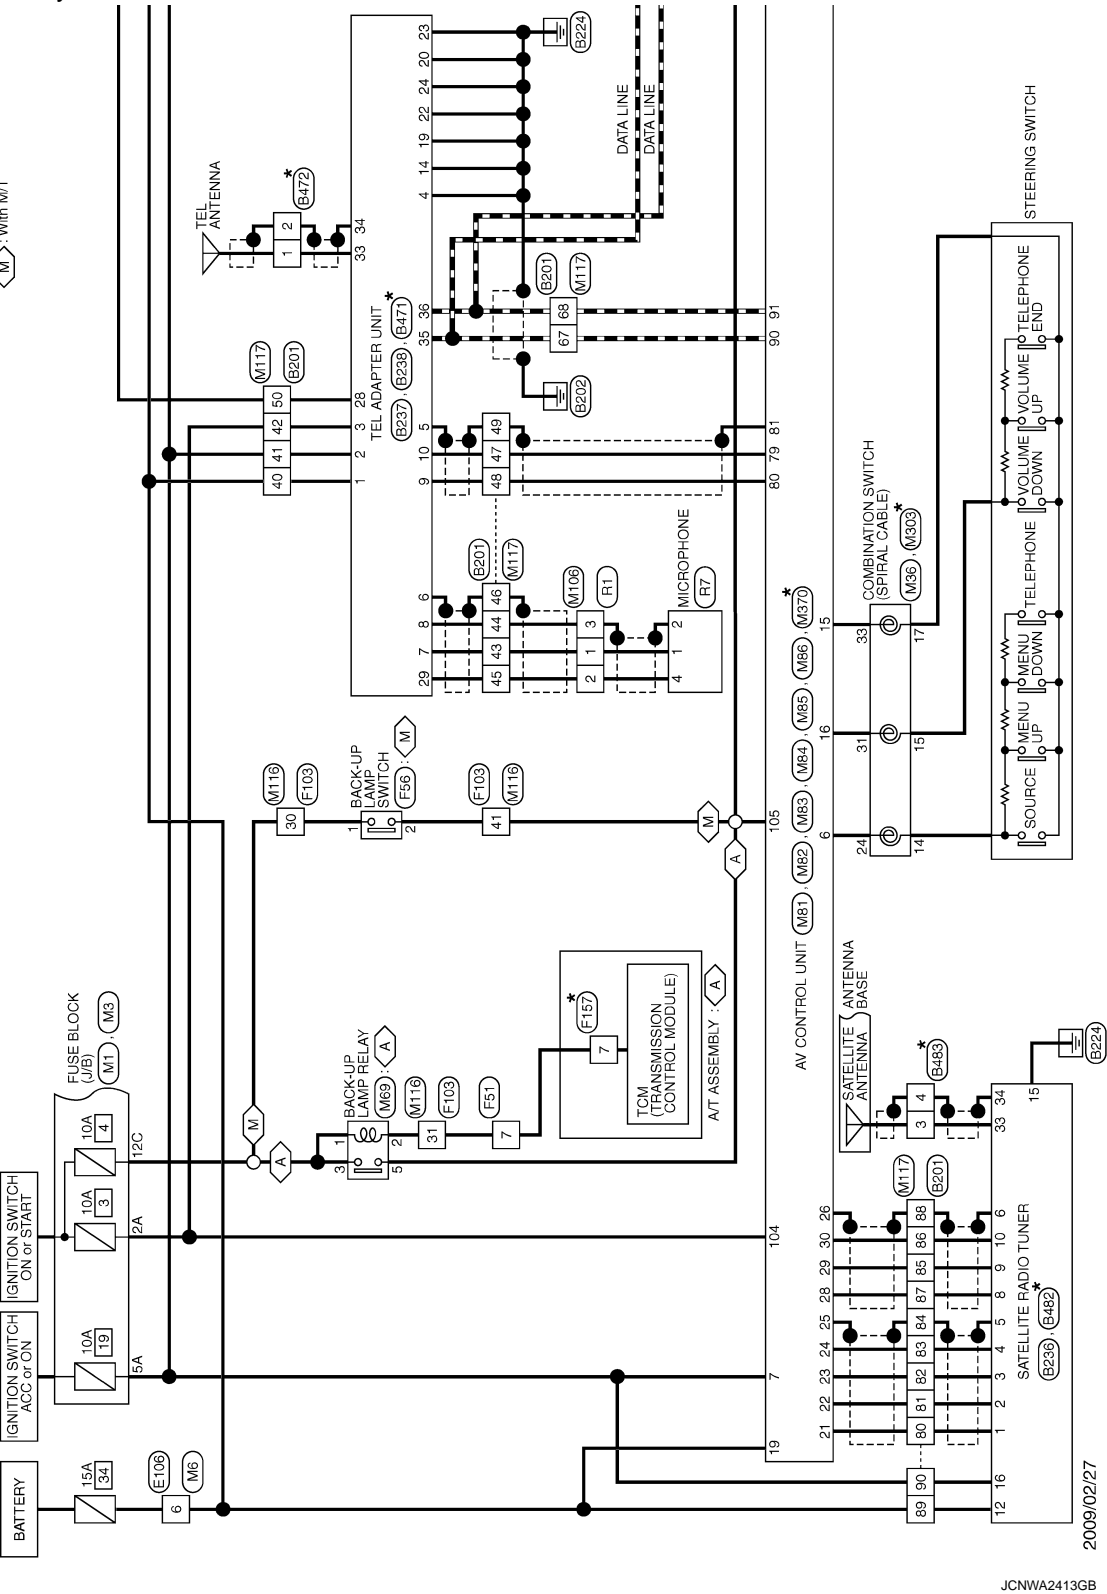 M : With M/T
BATTERY
IGNITION SWITCH
ACC or ON
IGNITION SWITCH
ON or START
FUSE BLOCK
(J/B)
M1 , M3
15A
34
10A
19
10A
3
10A
4
E106
M6
6
5A
2A
12C
M
A
BACK-UP
LAMP RELAY
M69 : A
1
3
2
5
M116
F103
31
F51
7
F157
*
7
TCM
(TRANSMISSION
CONTROL MODULE)
A/T ASSEMBLY : A
M116
F103
30
BACK-UP
LAMP
SWITCH
F56 : M
1
2
F103
M116
41
M
A
TEL
ANTENNA
B472
*
1
2
33
34
M117
B201
40
41
42
50
1
2
3
28
TEL ADAPTER UNIT
B237 , B238 , B471
*
29
7
8
6
9
10
5
35
36
4
14
19
22
24
20
23
B224
B201
M117
45
43
44
46
48
47
49
M106
R1
2
1
3
MICROPHONE
R7
4
1
2
B202
B201
M117
67
68
DATA LINE
DATA LINE
19
7
104
105
80
79
81
90
91
AV CONTROL UNIT
M81 , M82 , M83 , M84 , M85 , M86 , M370
*
21
22
23
24
25
28
29
30
26
6
16
15
SATELLITE
ANTENNA
ANTENNA
BASE
M117
B201
B483
*
89
90
80
81
82
83
84
87
85
86
88
3
4
12
16
1
2
3
4
5
8
9
10
6
33
34
15
SATELLITE RADIO TUNER
B236 , B482
*
B224
COMBINATION SWITCH
(SPIRAL CABLE)
M36 , M303
*
24
31
33
14
15
17
STEERING SWITCH
SOURCE
MENU
UP
MENU
DOWN
TELEPHONE
VOLUME
DOWN
VOLUME
UP
TELEPHONE
END
2009/02/27
JCNWA2413GB